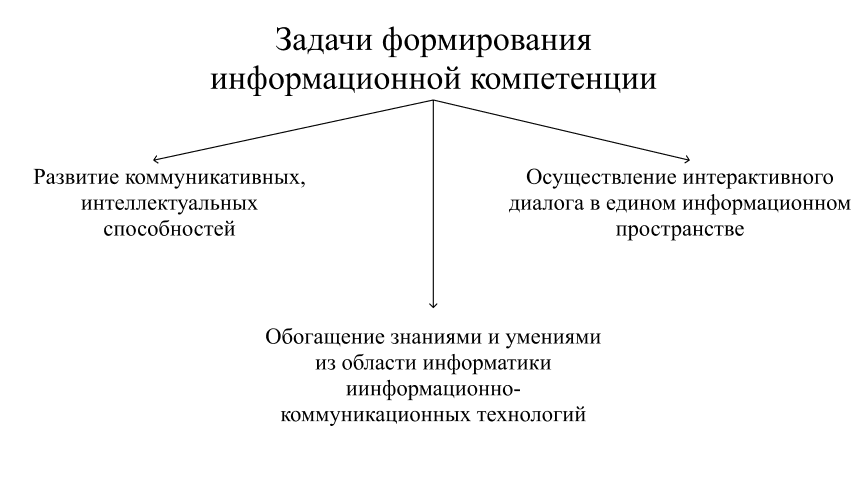 Задачи формирования
информационной компетенции
Развитие коммуникативных,
интеллектуальных
способностей
Осуществление интерактивного
диалога в едином информационном
пространстве
Обогащение знаниями и умениями
из области информатики
иинформационно-
коммуникационных технологий